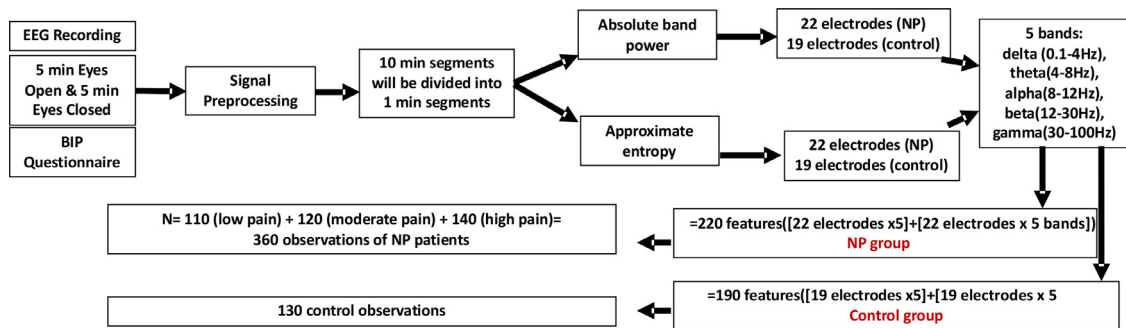 EEG Recording
5 min Eyes
Open & 5 min
Eyes Closed
BIP
Questionnaire
Signal
Preprocessing
10 min segments
will be divided into
1 min segments
Absolute band
power
Approximate
entropy
22 electrodes (NP)
19 electrodes (control)
22 electrodes (NP)
19 electrodes (control)
5 bands:
delta (0.1-4Hz),
theta(4-8Hz),
alpha(8-12Hz),
beta(12-30Hz),
gamma(30-100Hz)
N= 110 (low pain) + 120 (moderate pain) + 140 (high pain)=
360 observations of NP patients
=220 features([22 electrodes x5]+[22 electrodes x 5 bands])
NP group
130 control observations
=190 features([19 electrodes x5]+[19 electrodes x 5
Control group